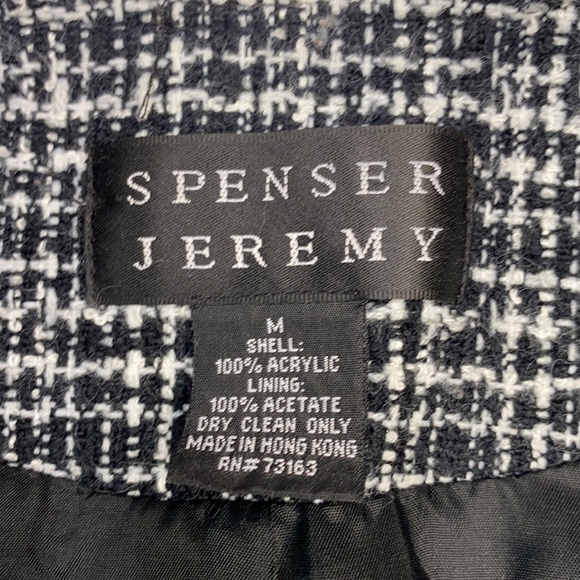 SPENSER
JEREMY
M
SHELL:
100% ACRYLIC
LINING:
100% ACETATE
DRY CLEAN ONLY
MADE IN HONG KONG
RN# 73163